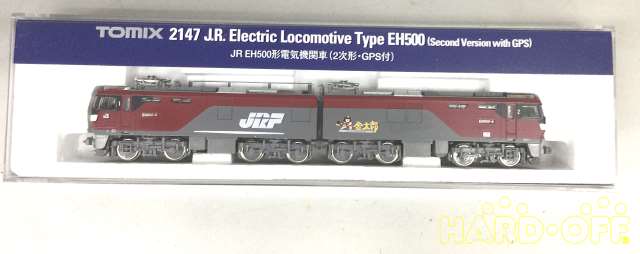 TOMIX 2147 J.R. Electric Locomotive Type EH500 (Second Version with GPS)
JR EH500形電気機関車(2次形・GPS付)
JRF 金太郎
HARD-OFF